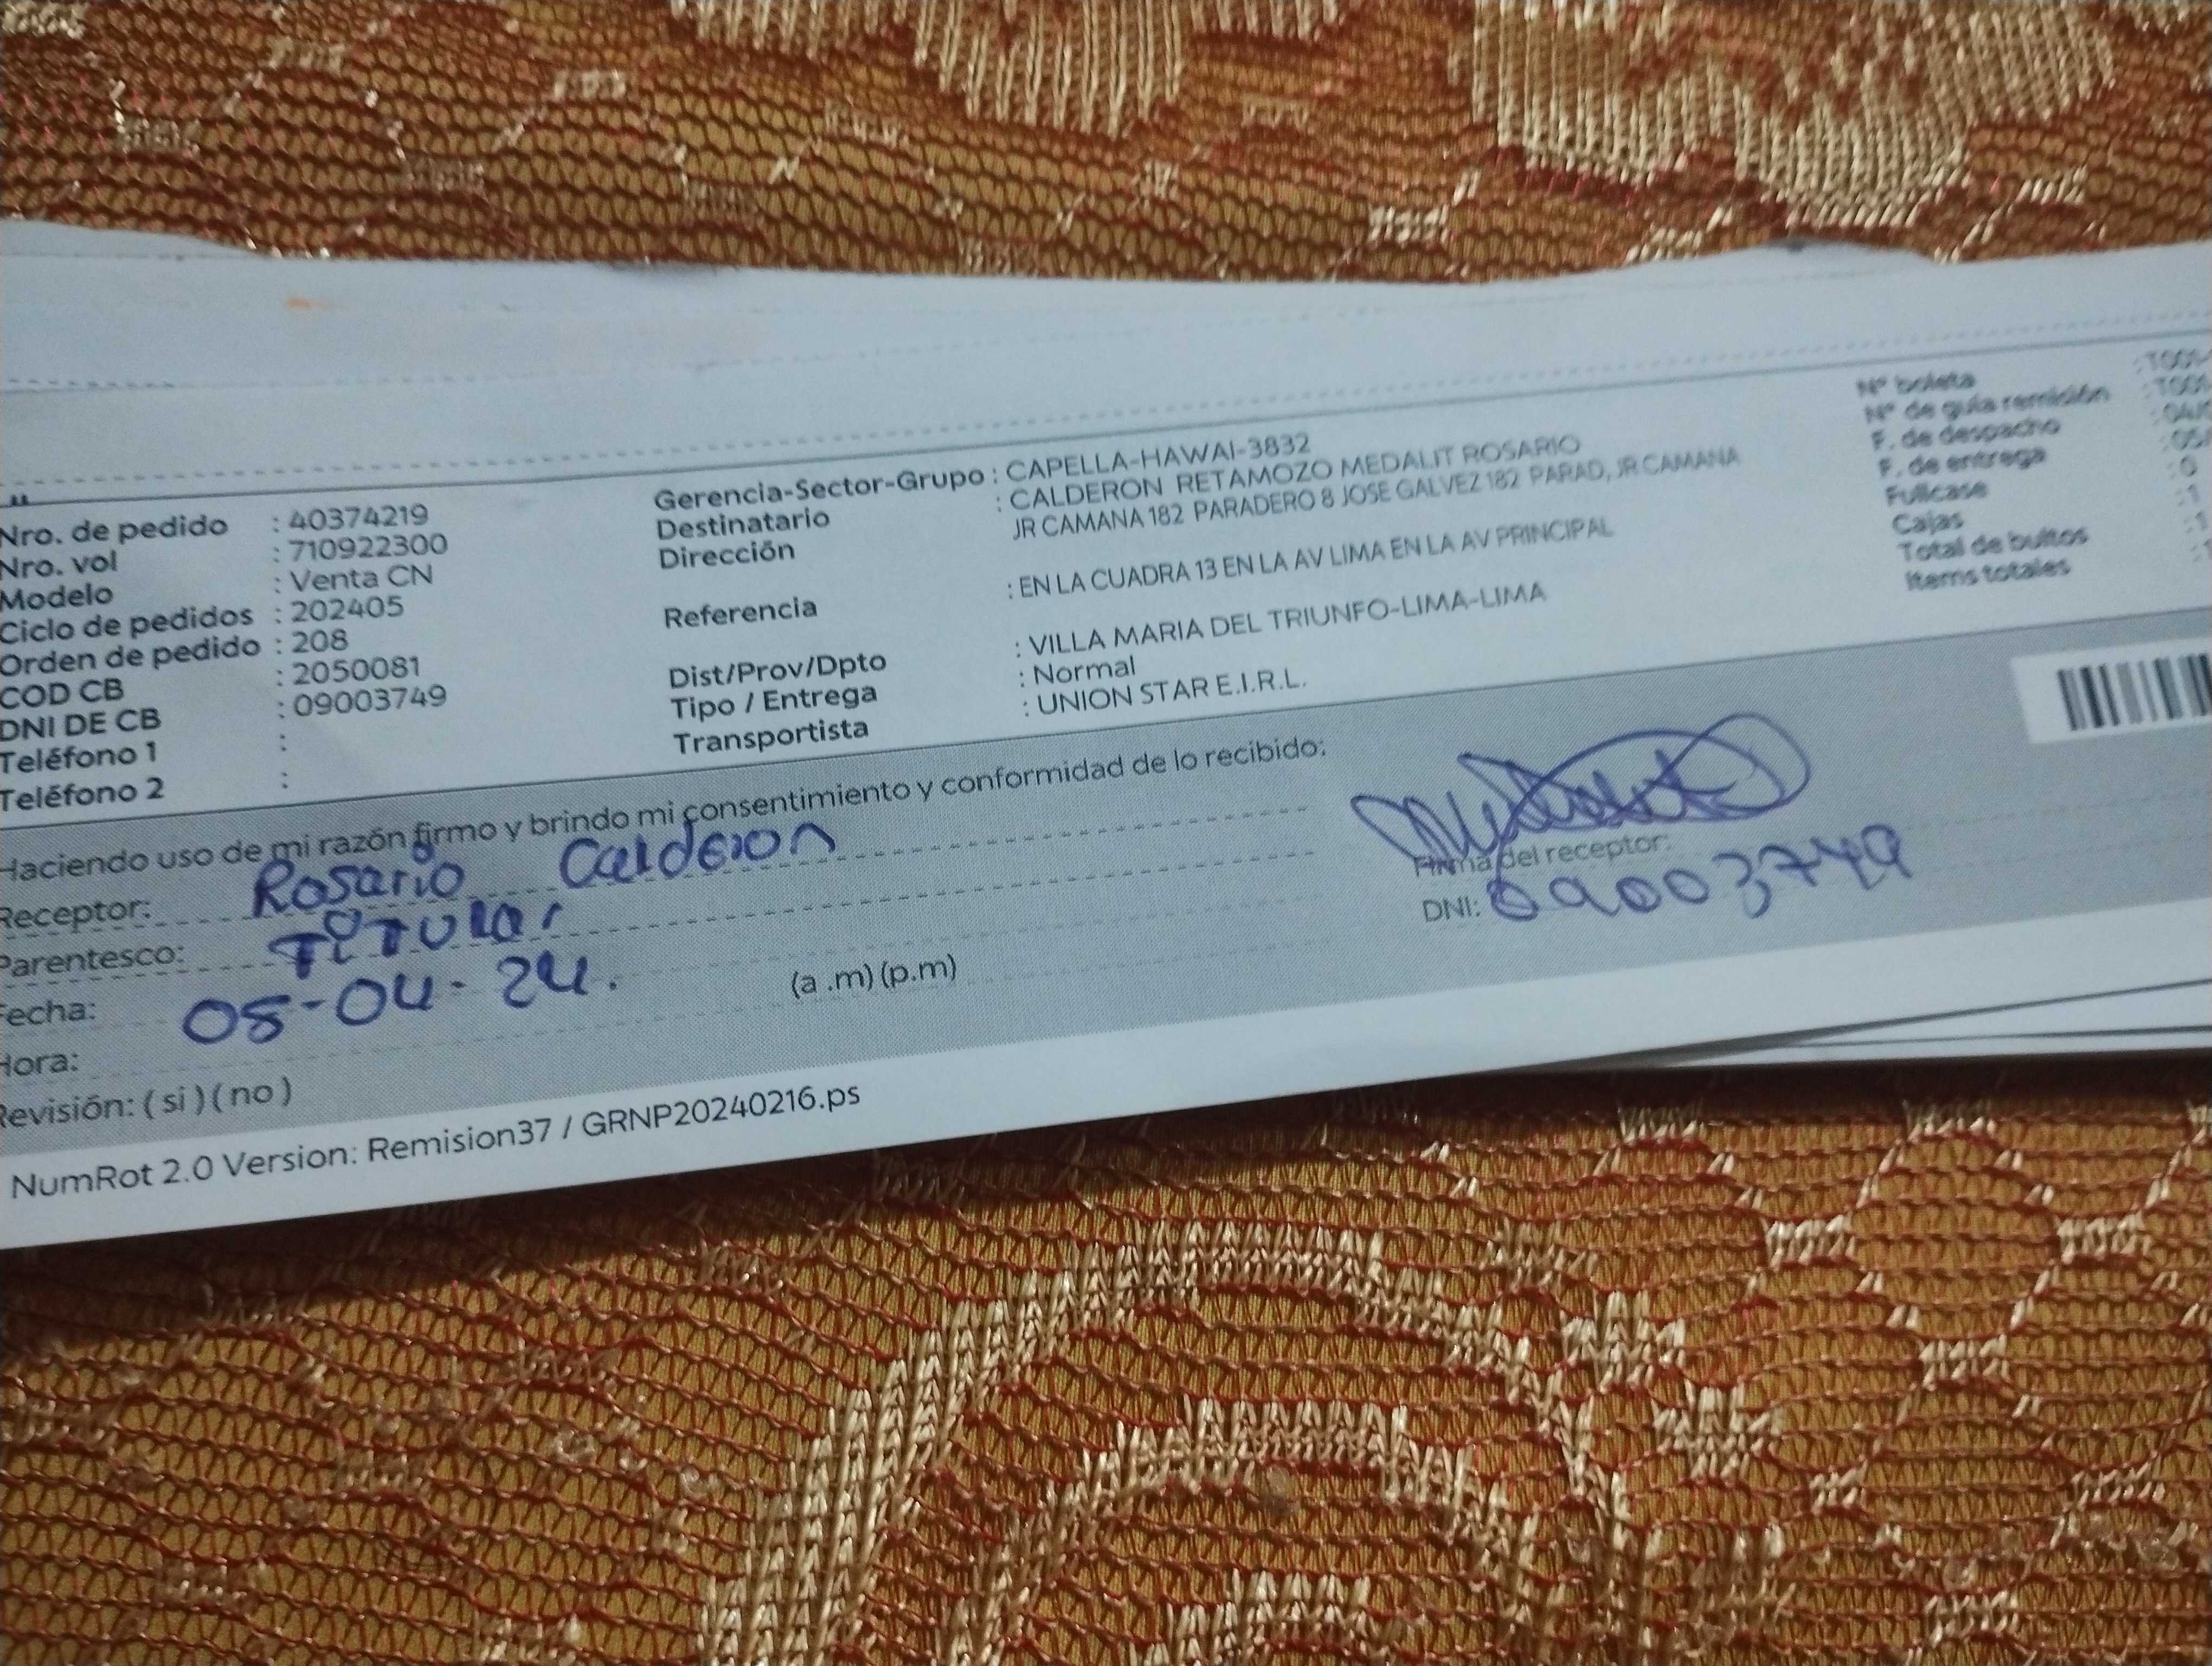 Nro. de pedido : 40374219
Nro. vol : 710922300
Modelo : Venta CN
Ciclo de pedidos : 202405
Orden de pedido : 208
COD CB : 2050081
DNI DE CB : 09003749
Teléfono 1 :
Teléfono 2 :
Gerencia-Sector-Grupo : CAPELLA-HAWAI-3832
Destinatario : CALDERON RETAMOZO MEDALIT ROSARIO
Dirección JR CAMANA 182 PARADERO 8 JOSE GALVEZ 182 PARAD, JR CAMANA
Referencia : EN LA CUADRA 13 EN LA AV LIMA EN LA AV PRINCIPAL
Dist/Prov/Dpto : VILLA MARIA DEL TRIUNFO-LIMA-LIMA
Tipo / Entrega : Normal
Transportista : UNION STAR E.I.R.L.
Nº boleta
Nº de guía remisión
F. de despacho
F. de entrega
Fullcase : 0
Cajas : 1
Total de bultos
Items totales
Haciendo uso de mi razón firmo y brindo mi consentimiento y conformidad de lo recibido:
Receptor: Rosario Calderon
Parentesco: Titular
Fecha: 05-04-24.
Hora: (a .m) (p.m)
Revisión: ( si ) ( no )
Firma del receptor:
DNI: 09003749
NumRot 2.0 Version: Remision37 / GRNP20240216.ps